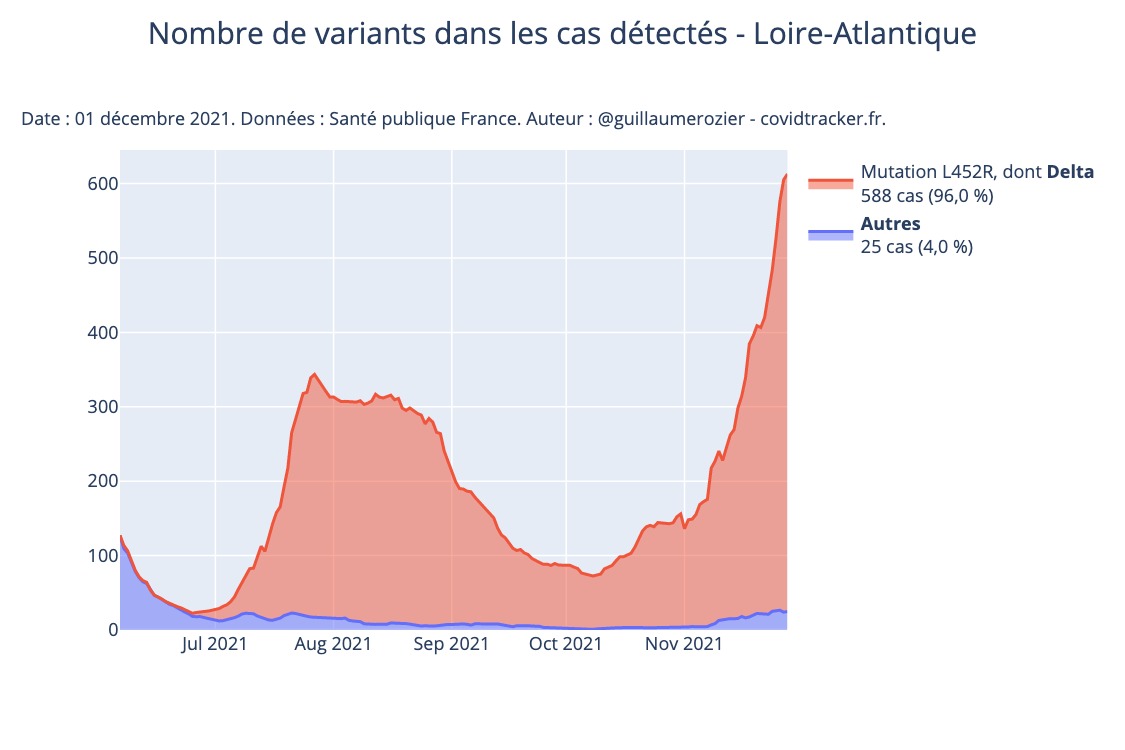 Nombre de variants dans les cas détectés - Loire-Atlantique
Date : 01 décembre 2021. Données : Santé publique France. Auteur : @guillaumerozier - covidtracker.fr.
Mutation L452R, dont Delta
588 cas (96,0 %)
Autres
25 cas (4,0 %)
600
500
400
300
200
100
0
Jul 2021
Aug 2021
Sep 2021
Oct 2021
Nov 2021